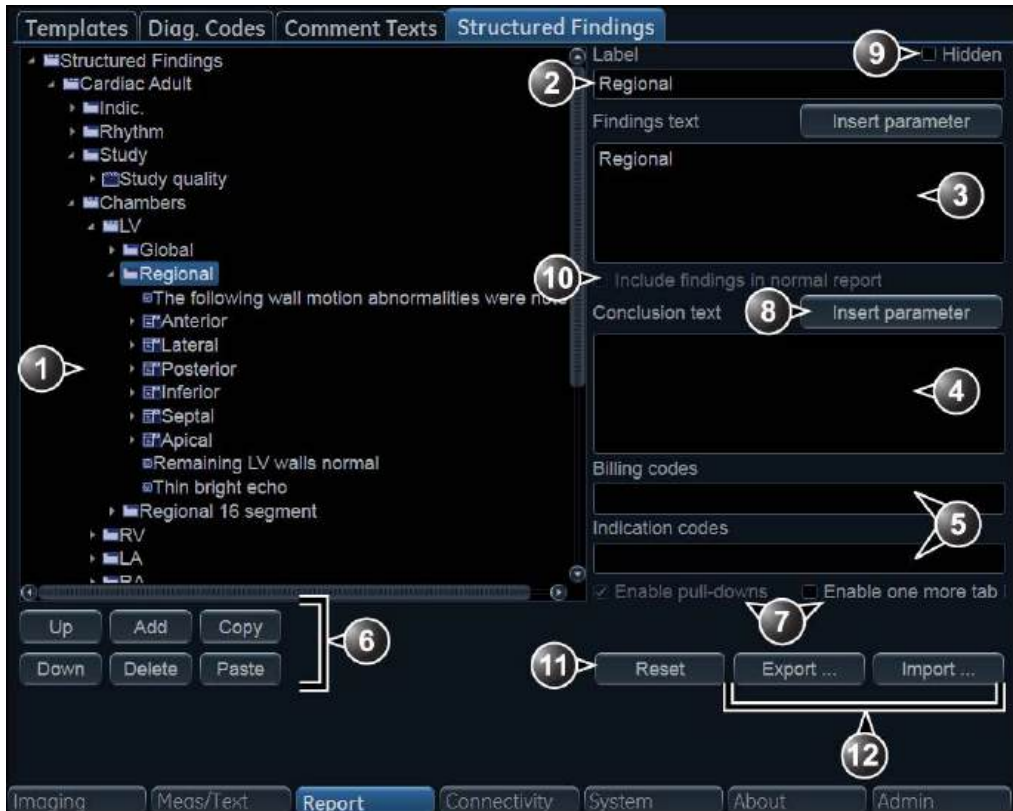 Templates Diag. Codes Comment Texts Structured Findings
Structured Findings
Cardiac Adult
Indic.
Rhythm
Study
Study quality
Chambers
LV
Global
Regional
The following wall motion abnormalities were note
Anterior
Lateral
Posterior
Inferior
Septal
Apical
Remaining LV walls normal
Thin bright echo
Regional 16 segment
RV
LA
RA
1
Up Add Copy
Down Delete Paste
6
Label 9 Hidden
2 Regional
Findings text Insert parameter
Regional
3
10 Include findings in normal report
Conclusion text 8 Insert parameter
4
Billing codes
5
Indication codes
Enable pull-downs Enable one more tab
7
11 Reset Export ... Import ...
12
Imaging Meas/Text Report Connectivity System About Admin